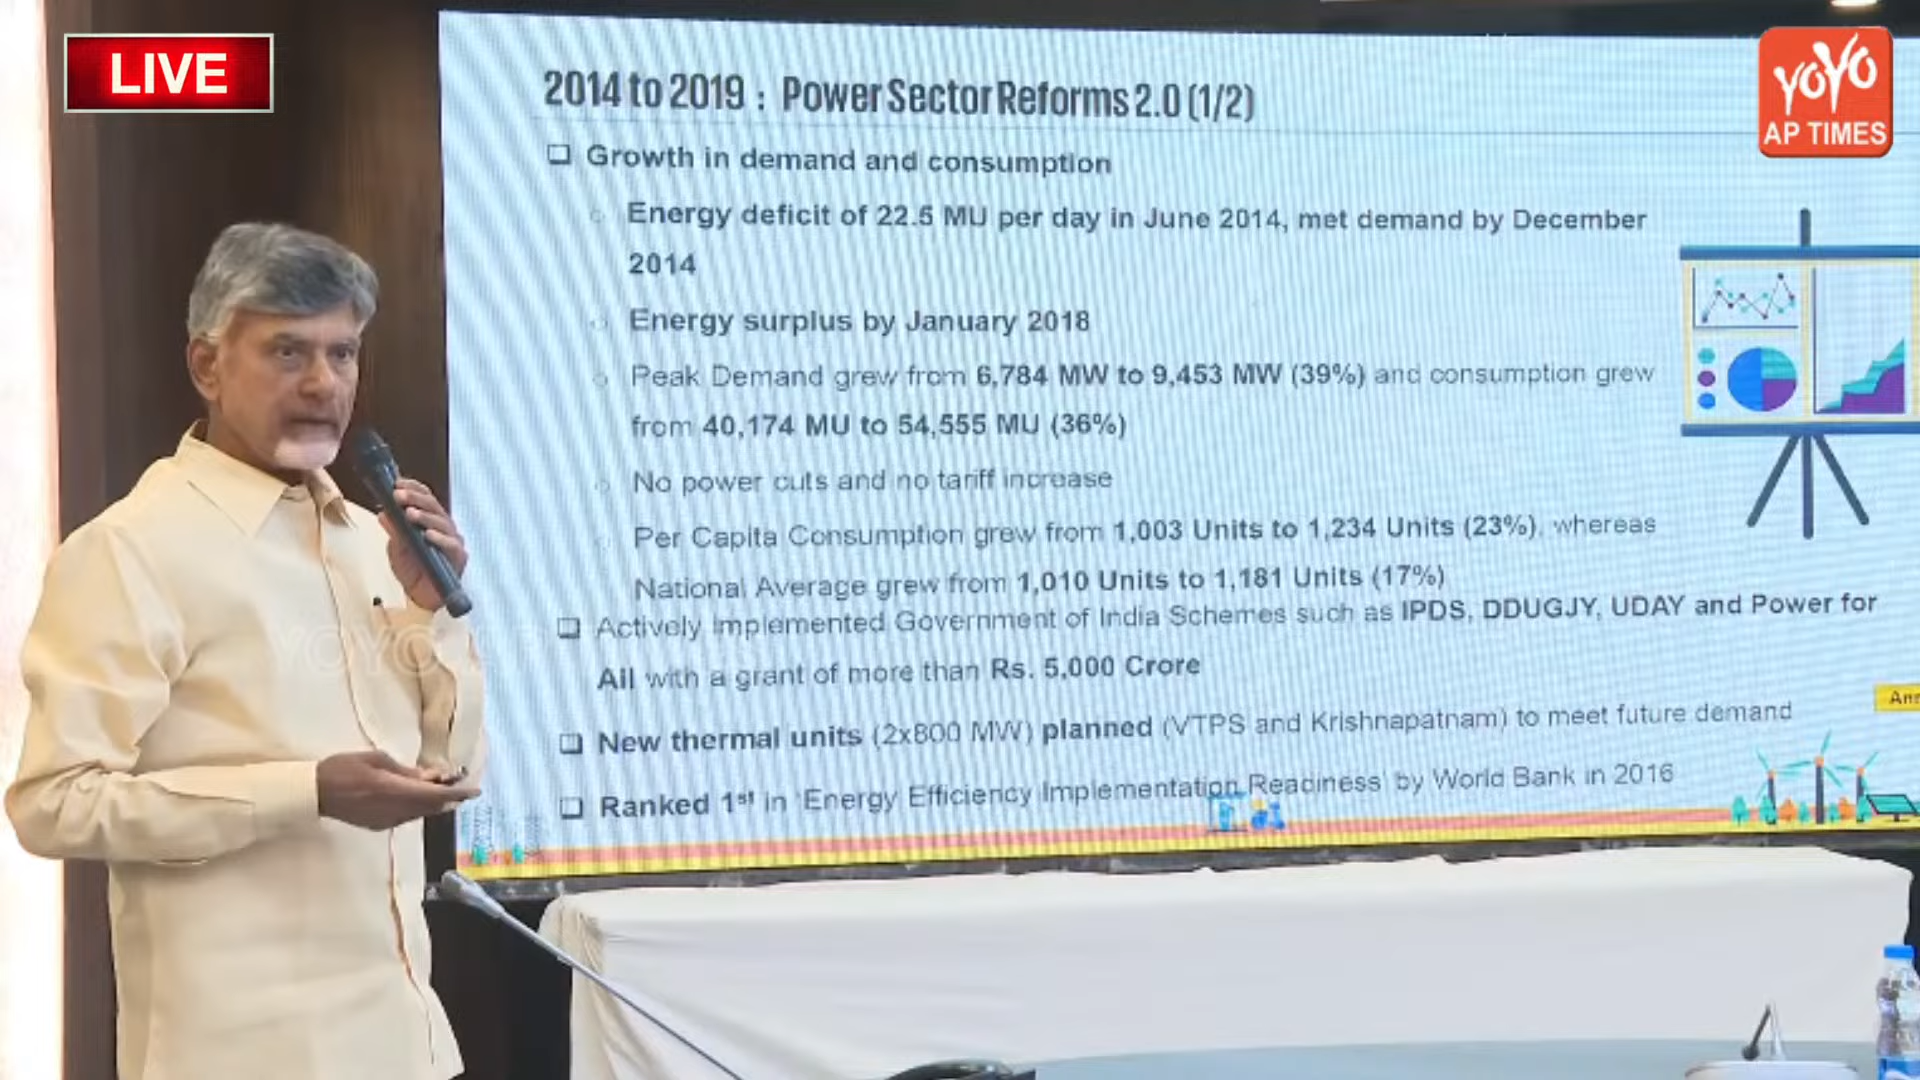 LIVE
YOYO
AP TIMES
2014 to 2019 : Power Sector Reforms 2.0 (1/2)
Growth in demand and consumption
Energy deficit of 22.5 MU per day in June 2014, met demand by December
2014
Energy surplus by January 2018
Peak Demand grew from 6,784 MW to 9,453 MW (39%) and consumption grew
from 40,174 MU to 54,555 MU (36%)
No power cuts and no tariff increase
Per Capita Consumption grew from 1,003 Units to 1,234 Units (23%), whereas
National Average grew from 1,010 Units to 1,181 Units (17%)
Actively Implemented Government of India Schemes such as IPDS, DDUGJY, UDAY and Power for
All with a grant of more than Rs. 5,000 Crore
New thermal units (2x800 MW) planned (VTPS and Krishnapatnam) to meet future demand
Ranked 1st in 'Energy Efficiency Implementation Readiness' by World Bank in 2016
YOYO